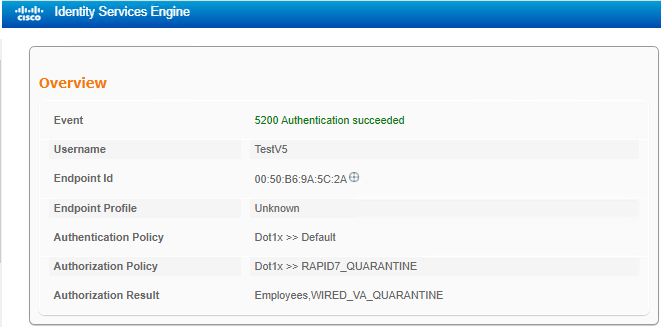 CISCO Identity Services Engine
Overview
Event 5200 Authentication succeeded
Username TestV5
Endpoint Id 00:50:B6:9A:5C:2A
Endpoint Profile Unknown
Authentication Policy Dot1x >> Default
Authorization Policy Dot1x >> RAPID7_QUARANTINE
Authorization Result Employees,WIRED_VA_QUARANTINE